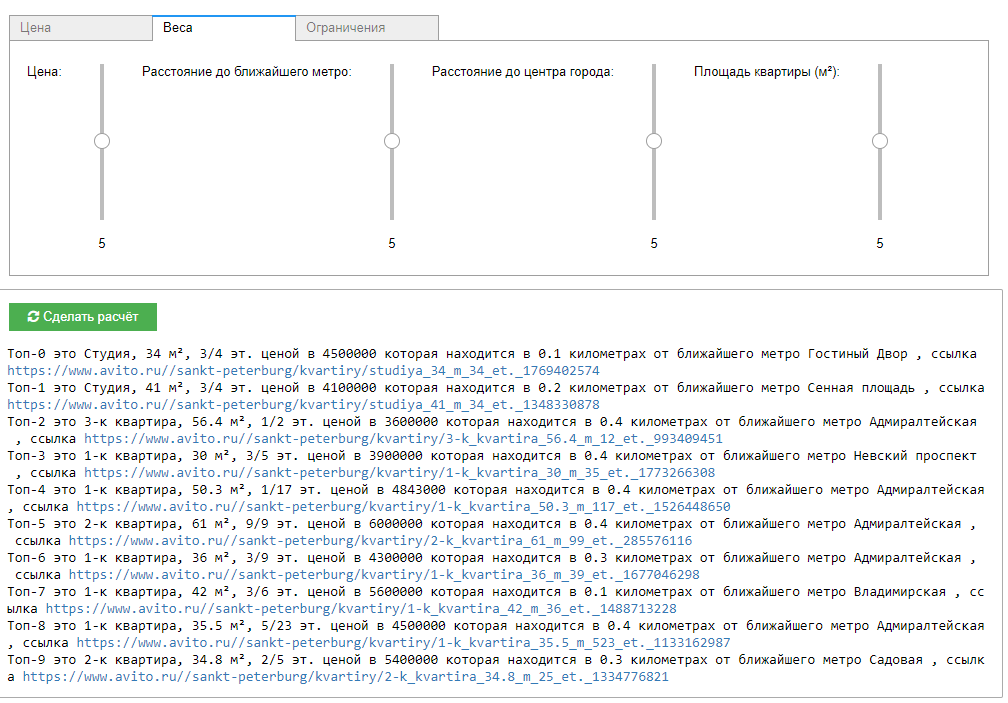 Цена Веса Ограничения
Цена: Расстояние до ближайшего метро: Расстояние до центра города: Площадь квартиры (м²):
5 5 5 5
Сделать расчёт
Топ-0 это Студия, 34 м², 3/4 эт. ценой в 4500000 которая находится в 0.1 километрах от ближайшего метро Гостиный Двор , ссылка
https://www.avito.ru//sankt-peterburg/kvartiry/studiya_34_m_34_et._1769402574
Топ-1 это Студия, 41 м², 3/4 эт. ценой в 4100000 которая находится в 0.2 километрах от ближайшего метро Сенная площадь , ссылка
https://www.avito.ru//sankt-peterburg/kvartiry/studiya_41_m_34_et._1348330878
Топ-2 это 3-к квартира, 56.4 м², 1/2 эт. ценой в 3600000 которая находится в 0.4 километрах от ближайшего метро Адмиралтейская
, ссылка https://www.avito.ru//sankt-peterburg/kvartiry/3-k_kvartira_56.4_m_12_et._993409451
Топ-3 это 1-к квартира, 30 м², 3/5 эт. ценой в 3900000 которая находится в 0.4 километрах от ближайшего метро Невский проспект
, ссылка https://www.avito.ru//sankt-peterburg/kvartiry/1-k_kvartira_30_m_35_et._1773266308
Топ-4 это 1-к квартира, 50.3 м², 1/17 эт. ценой в 4843000 которая находится в 0.4 километрах от ближайшего метро Адмиралтейская
, ссылка https://www.avito.ru//sankt-peterburg/kvartiry/1-k_kvartira_50.3_m_117_et._1526448650
Топ-5 это 2-к квартира, 61 м², 9/9 эт. ценой в 6000000 которая находится в 0.4 километрах от ближайшего метро Адмиралтейская ,
ссылка https://www.avito.ru//sankt-peterburg/kvartiry/2-k_kvartira_61_m_99_et._285576116
Топ-6 это 1-к квартира, 36 м², 3/9 эт. ценой в 4300000 которая находится в 0.3 километрах от ближайшего метро Адмиралтейская ,
ссылка https://www.avito.ru//sankt-peterburg/kvartiry/1-k_kvartira_36_m_39_et._1677046298
Топ-7 это 1-к квартира, 42 м², 3/6 эт. ценой в 5600000 которая находится в 0.1 километрах от ближайшего метро Владимирская , сс
ылка https://www.avito.ru//sankt-peterburg/kvartiry/1-k_kvartira_42_m_36_et._1488713228
Топ-8 это 1-к квартира, 35.5 м², 5/23 эт. ценой в 4500000 которая находится в 0.4 километрах от ближайшего метро Адмиралтейская
, ссылка https://www.avito.ru//sankt-peterburg/kvartiry/1-k_kvartira_35.5_m_523_et._1133162987
Топ-9 это 2-к квартира, 34.8 м², 2/5 эт. ценой в 5400000 которая находится в 0.3 километрах от ближайшего метро Садовая , ссылк
а https://www.avito.ru//sankt-peterburg/kvartiry/2-k_kvartira_34.8_m_25_et._1334776821